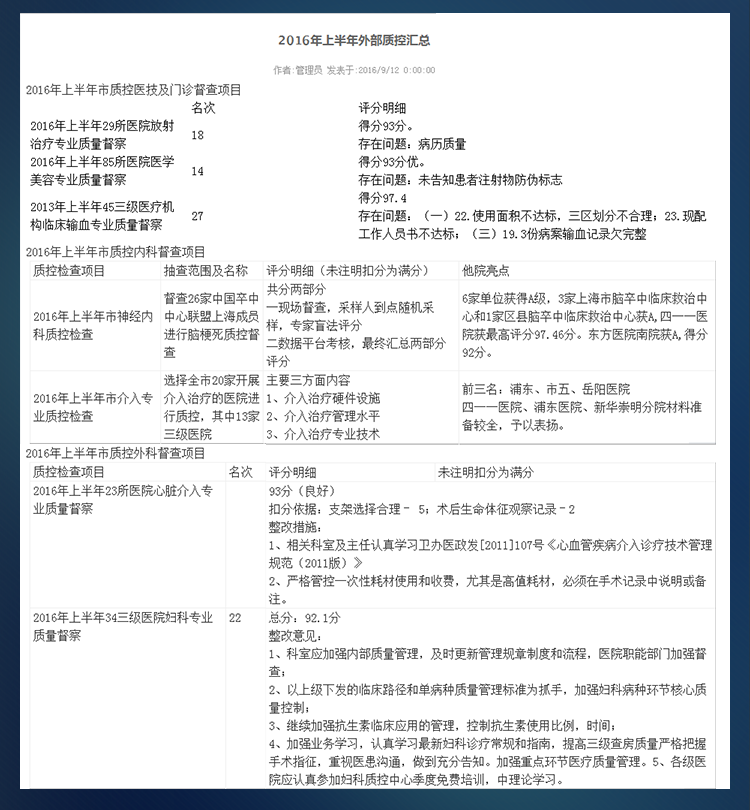 2016年上半年外部质控汇总
作者:管理员 发表于:2016/9/12 0:00:00
2016年上半年市质控医技及门诊督查项目
名次 评分明细
2016年上半年29所医院放射治疗专业质量督察 18 得分93分。
存在问题：病历质量
2016年上半年85所医院医学美容专业质量督察 14 得分93分优。
存在问题：未告知患者注射物防伪标志
2013年上半年45三级医疗机构临床输血专业质量督察 27 得分97.4
存在问题：（一）22.使用面积不达标，三区划分不合理；23.现配工作人员书不达标；（三）19.3份病案输血记录欠完整
2016年上半年市质控内科督查项目
质控检查项目 抽查范围及名称 评分明细（未注明扣分为满分） 他院亮点
2016年上半年市神经内科质控检查
督查26家中国卒中中心联盟上海成员进行脑梗死质控督查
共分两部分
一现场督查，采样人到点随机采样，专家盲法评分
二数据平台考核，最终汇总两部分评分
6家单位获得A级，3家上海市脑卒中临床救治中心和1家区县脑卒中临床救治中心获A,四一一医院获最高评分97.46分。东方医院南院获A,得分92分。
2016年上半年市介入专业质控检查
选择全市20家开展介入治疗的医院进行质控，其中13家三级医院
主要三方面内容
1、介入治疗硬件设施
2、介入治疗管理水平
3、介入治疗专业技术
前三名：浦东、市五、岳阳医院
四一一医院、浦东医院、新华崇明分院材料准备较全，予以表扬。
2016年上半年市质控外科督查项目
质控检查项目 名次 评分明细 未注明扣分为满分
2016年上半年23所医院心脏介入专业质量督察
93分（良好）
扣分依据：支架选择合理－ 5；术后生命体征观察记录－2
整改措施：
1、相关科室及主任认真学习卫办医政发[2011]107号《心血管疾病介入诊疗技术管理规范（2011版）》
2、严格管控一次性耗材使用和收费，尤其是高值耗材，必须在手术记录中说明或备注。
2016年上半年34三级医院妇科专业质量督察 22 总分：92.1分
整改意见：
1、科室应加强内部质量管理，及时更新管理规章制度和流程，医院职能部门加强督查；
2、以上级下发的临床路径和单病种质量管理标准为抓手，加强妇科病种环节核心质量控制；
3、继续加强抗生素临床应用的管理，控制抗生素使用比例，时间；
4、加强业务学习，认真学习最新妇科诊疗常规和指南，提高三级查房质量严格把握手术指征，重视医患沟通，做到充分告知。加强重点环节医疗质量管理。5、各级医院应认真参加妇科质控中心季度免费培训，中理论学习。